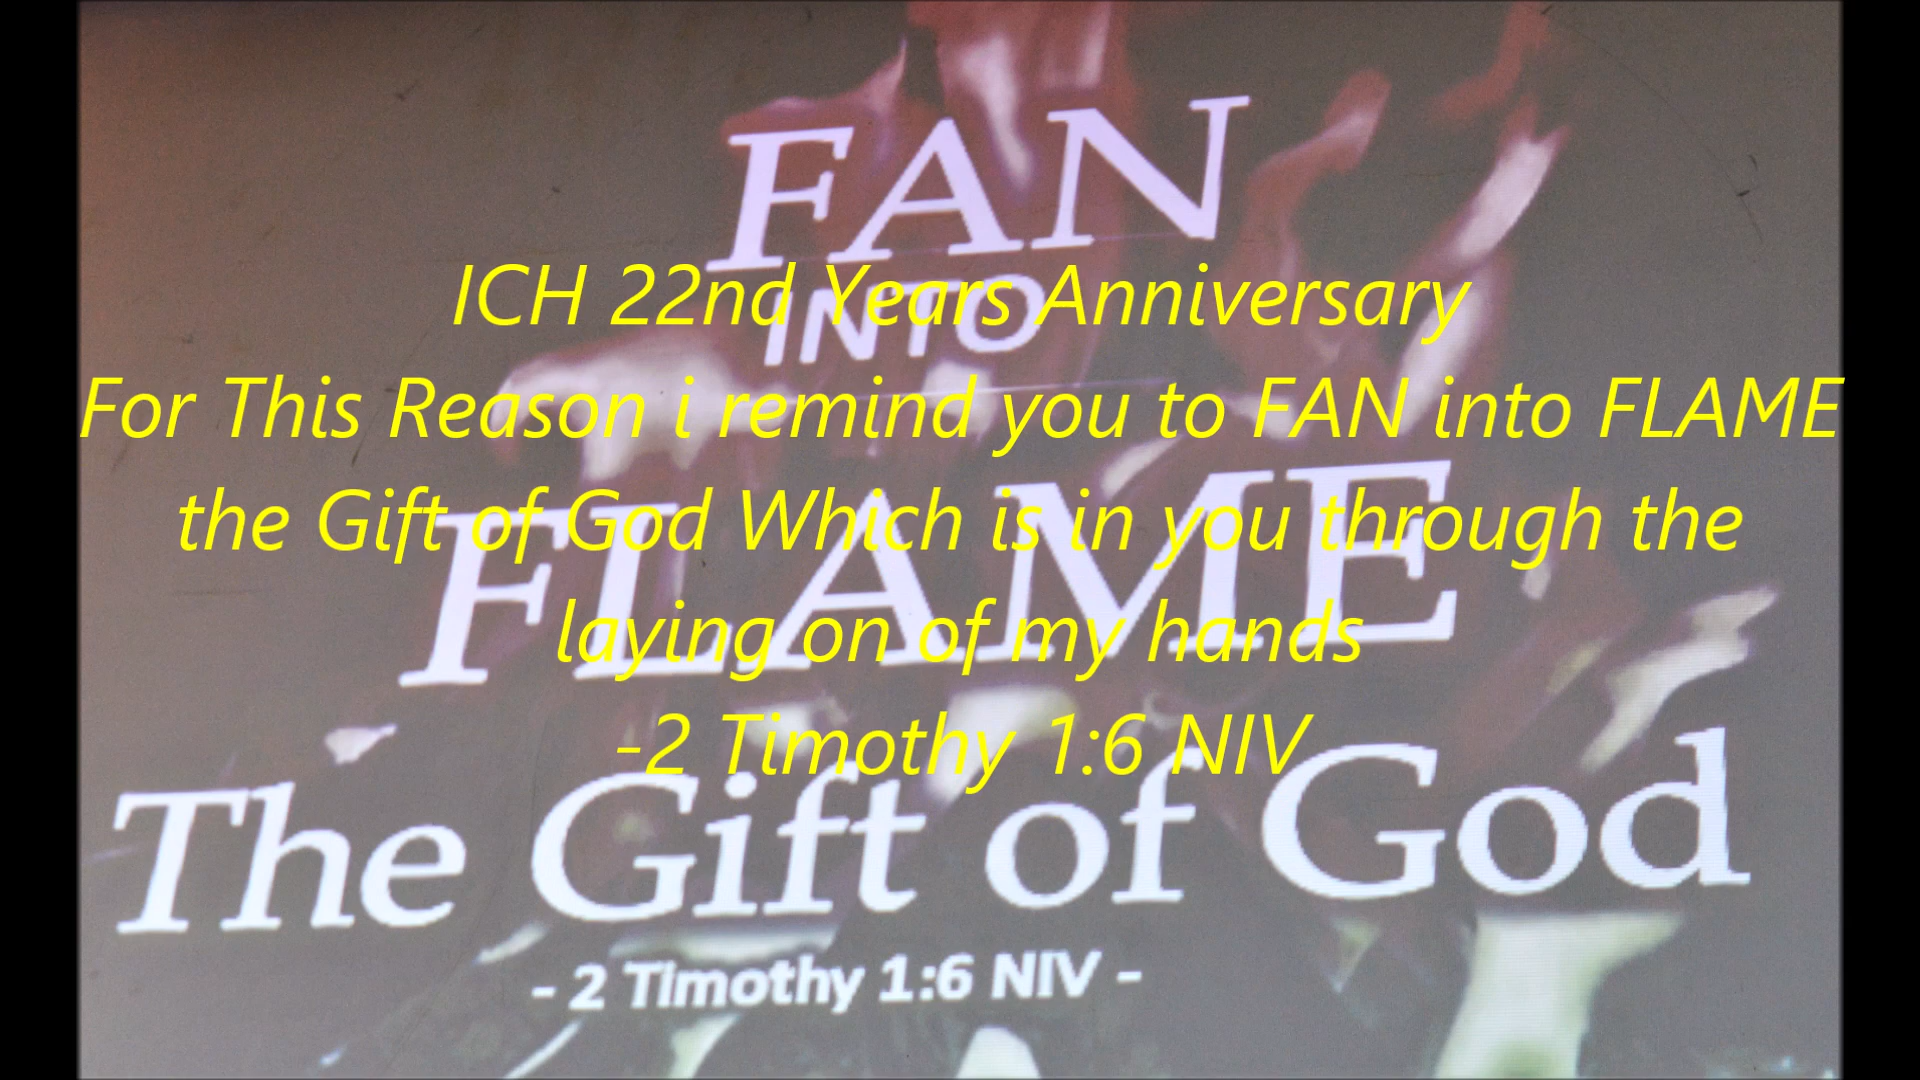 FAN
INTO
FLAME
The Gift of God
- 2 Timothy 1:6 NIV -
ICH 22nd Years Anniversary
For This Reason i remind you to FAN into FLAME
the Gift of God Which is in you through the
laying on of my hands
-2 Timothy 1:6 NIV